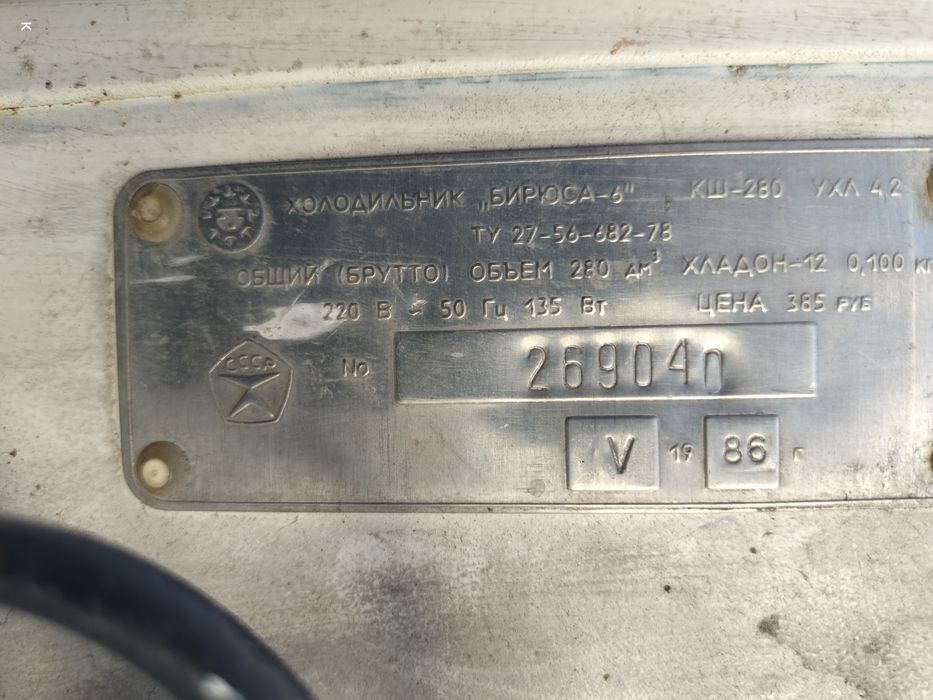 К
ХОЛОДИЛЬНИК „БИРЮСА-6" КШ-280 УХЛ 4,2
ТУ 27-56-682-78
ОБЩИЙ (БРУТТО) ОБЪЕМ 280 дм³ ХЛАДОН-12 0,100 кг
220 В ~ 50 Гц 135 Вт ЦЕНА 385 РУБ
СССР
№ 269040
V 19 86 г